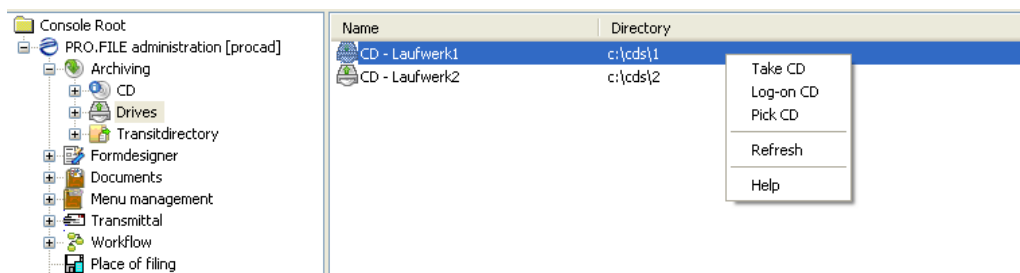 Console Root
PRO.FILE administration [procad]
Archiving
CD
Drives
Transitdirectory
Formdesigner
Documents
Menu management
Transmittal
Workflow
Place of filing
Name Directory
CD - Laufwerk1 c:\cds\1
CD - Laufwerk2 c:\cds\2
Take CD
Log-on CD
Pick CD
Refresh
Help